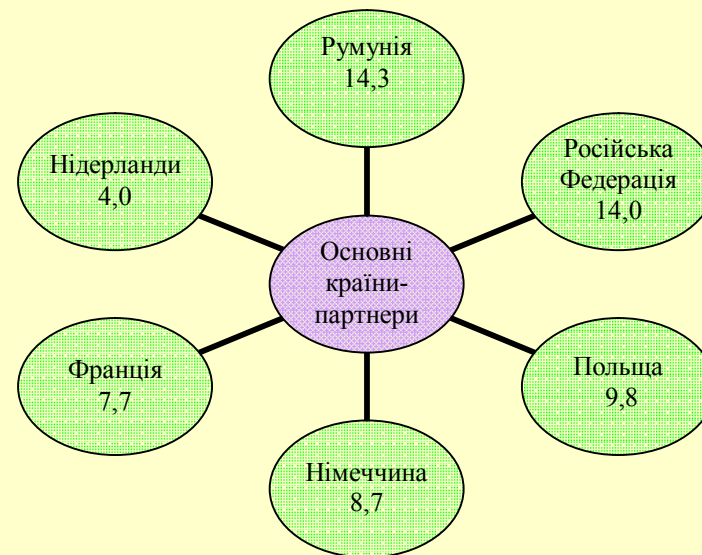 Румунія
14,3
Російська
Федерація
14,0
Польща
9,8
Німеччина
8,7
Франція
7,7
Нідерланди
4,0
Основні
країни-
партнери